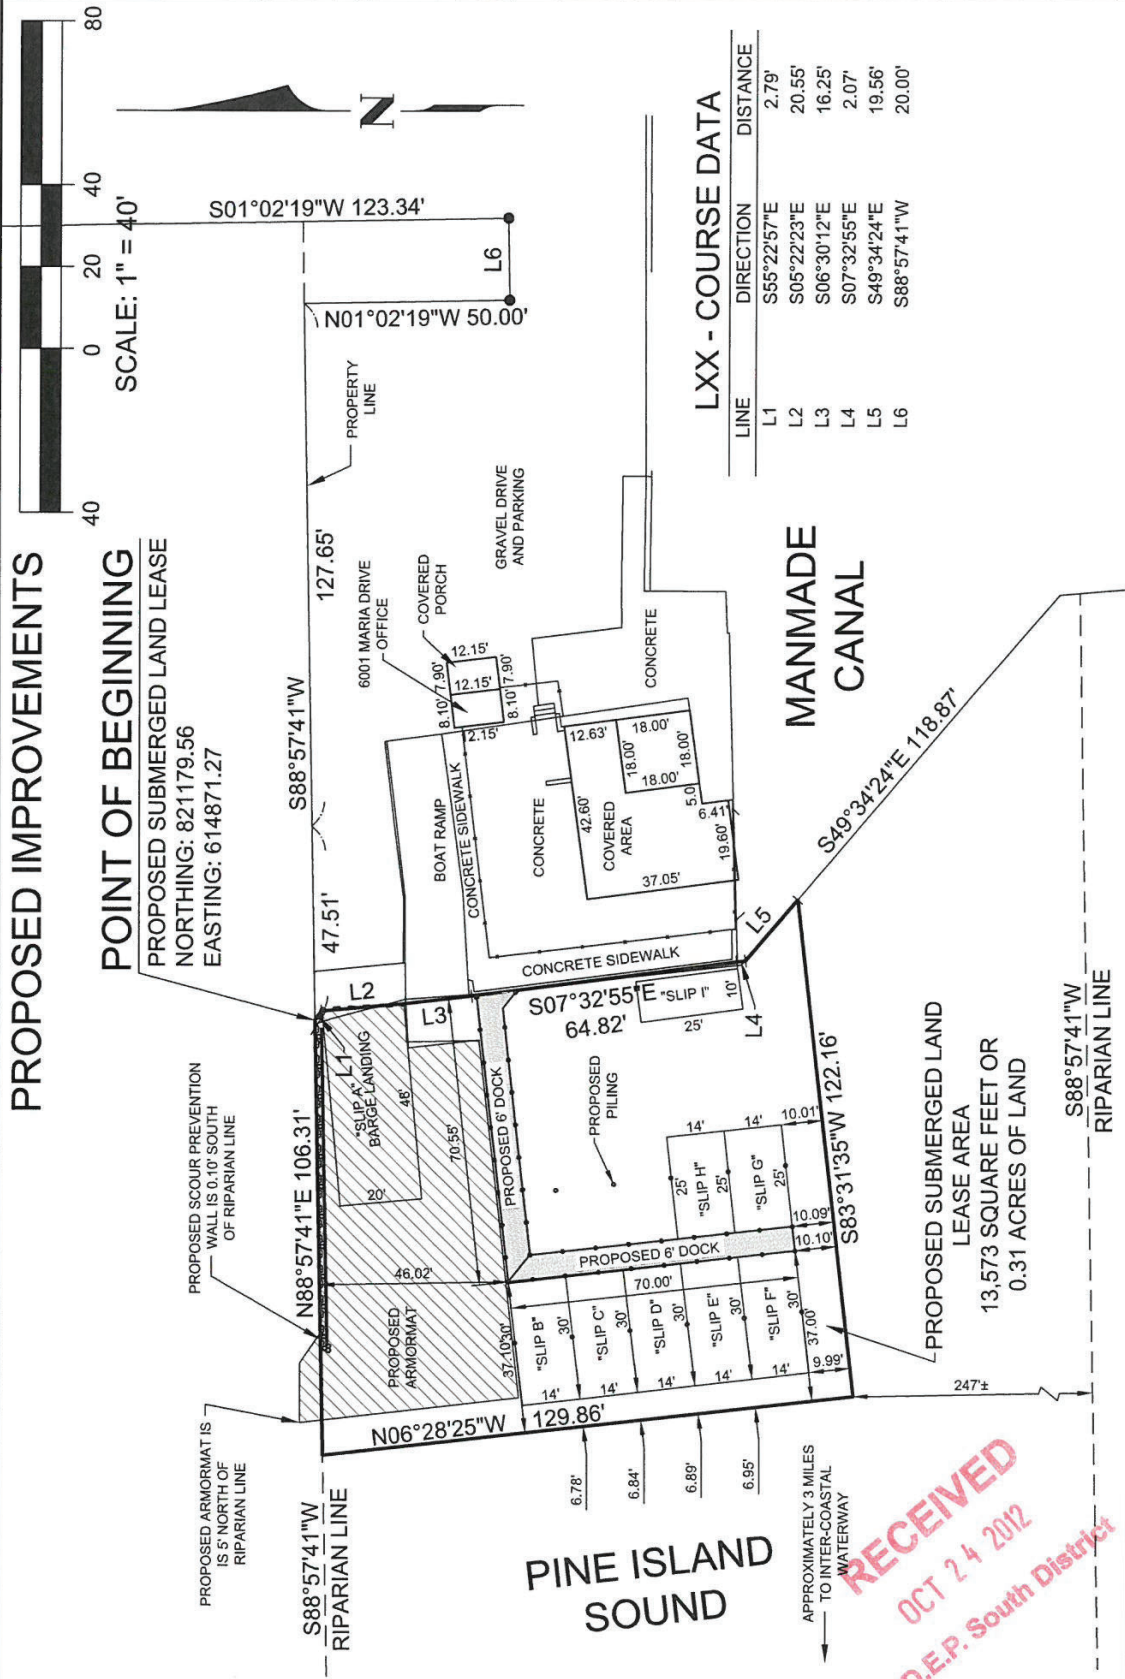 PROPOSED IMPROVEMENTS
40
0
20
40
80
SCALE: 1" = 40'
N
POINT OF BEGINNING
PROPOSED SUBMERGED LAND LEASE
NORTHING: 821179.56
EASTING: 614871.27
PROPOSED ARMORMAT IS
IS 5' NORTH OF
RIPARIAN LINE
PROPOSED SCOUR PREVENTION
WALL IS 0.10' SOUTH
OF RIPARIAN LINE
S88°57'41"W
RIPARIAN LINE
N88°57'41"E 106.31'
47.51'
S88°57'41"W
127.65'
PROPERTY
LINE
S01°02'19"W 123.34'
N01°02'19"W 50.00'
L6
L1
L2
L3
"SLIP A"
BARGE LANDING
20'
48'
70.55'
46.02'
PROPOSED
ARMORMAT
BOAT RAMP
CONCRETE SIDEWALK
6001 MARIA DRIVE
OFFICE
COVERED
PORCH
12.15'
7.90'
12.15'
7.90'
8.10'
8.10'
2.15'
GRAVEL DRIVE
AND PARKING
CONCRETE
COVERED
AREA
42.60'
12.63'
18.00'
18.00'
18.00'
18.00'
5.0
6.41'
19.60'
37.05'
CONCRETE
CONCRETE SIDEWALK
PROPOSED 6' DOCK
S07°32'55"E
64.82'
"SLIP I"
10'
25'
L4
L5
PROPOSED
PILING
14'
14'
25'
"SLIP H"
25'
"SLIP G"
25'
10.01'
10.09'
10.10'
PROPOSED 6' DOCK
70.00'
37.10'
30'
"SLIP B"
30'
"SLIP C"
30'
"SLIP D"
30'
"SLIP E"
30'
"SLIP F"
30'
37.00'
14'
14'
14'
14'
14'
9.99'
N06°28'25"W
129.86'
6.78'
6.84'
6.89'
6.95'
S83°31'35"W 122.16'
S49°34'24"E 118.87'
MANMADE
CANAL
LXX - COURSE DATA
LINE DIRECTION DISTANCE
L1 S55°22'57"E 2.79'
L2 S05°22'23"E 20.55'
L3 S06°30'12"E 16.25'
L4 S07°32'55"E 2.07'
L5 S49°34'24"E 19.56'
L6 S88°57'41"W 20.00'
PINE ISLAND
SOUND
APPROXIMATELY 3 MILES
TO INTER-COASTAL
WATERWAY
PROPOSED SUBMERGED LAND
LEASE AREA
13,573 SQUARE FEET OR
0.31 ACRES OF LAND
247'±
S88°57'41"W
RIPARIAN LINE
RECEIVED
OCT 24 2012
D.E.P. South District